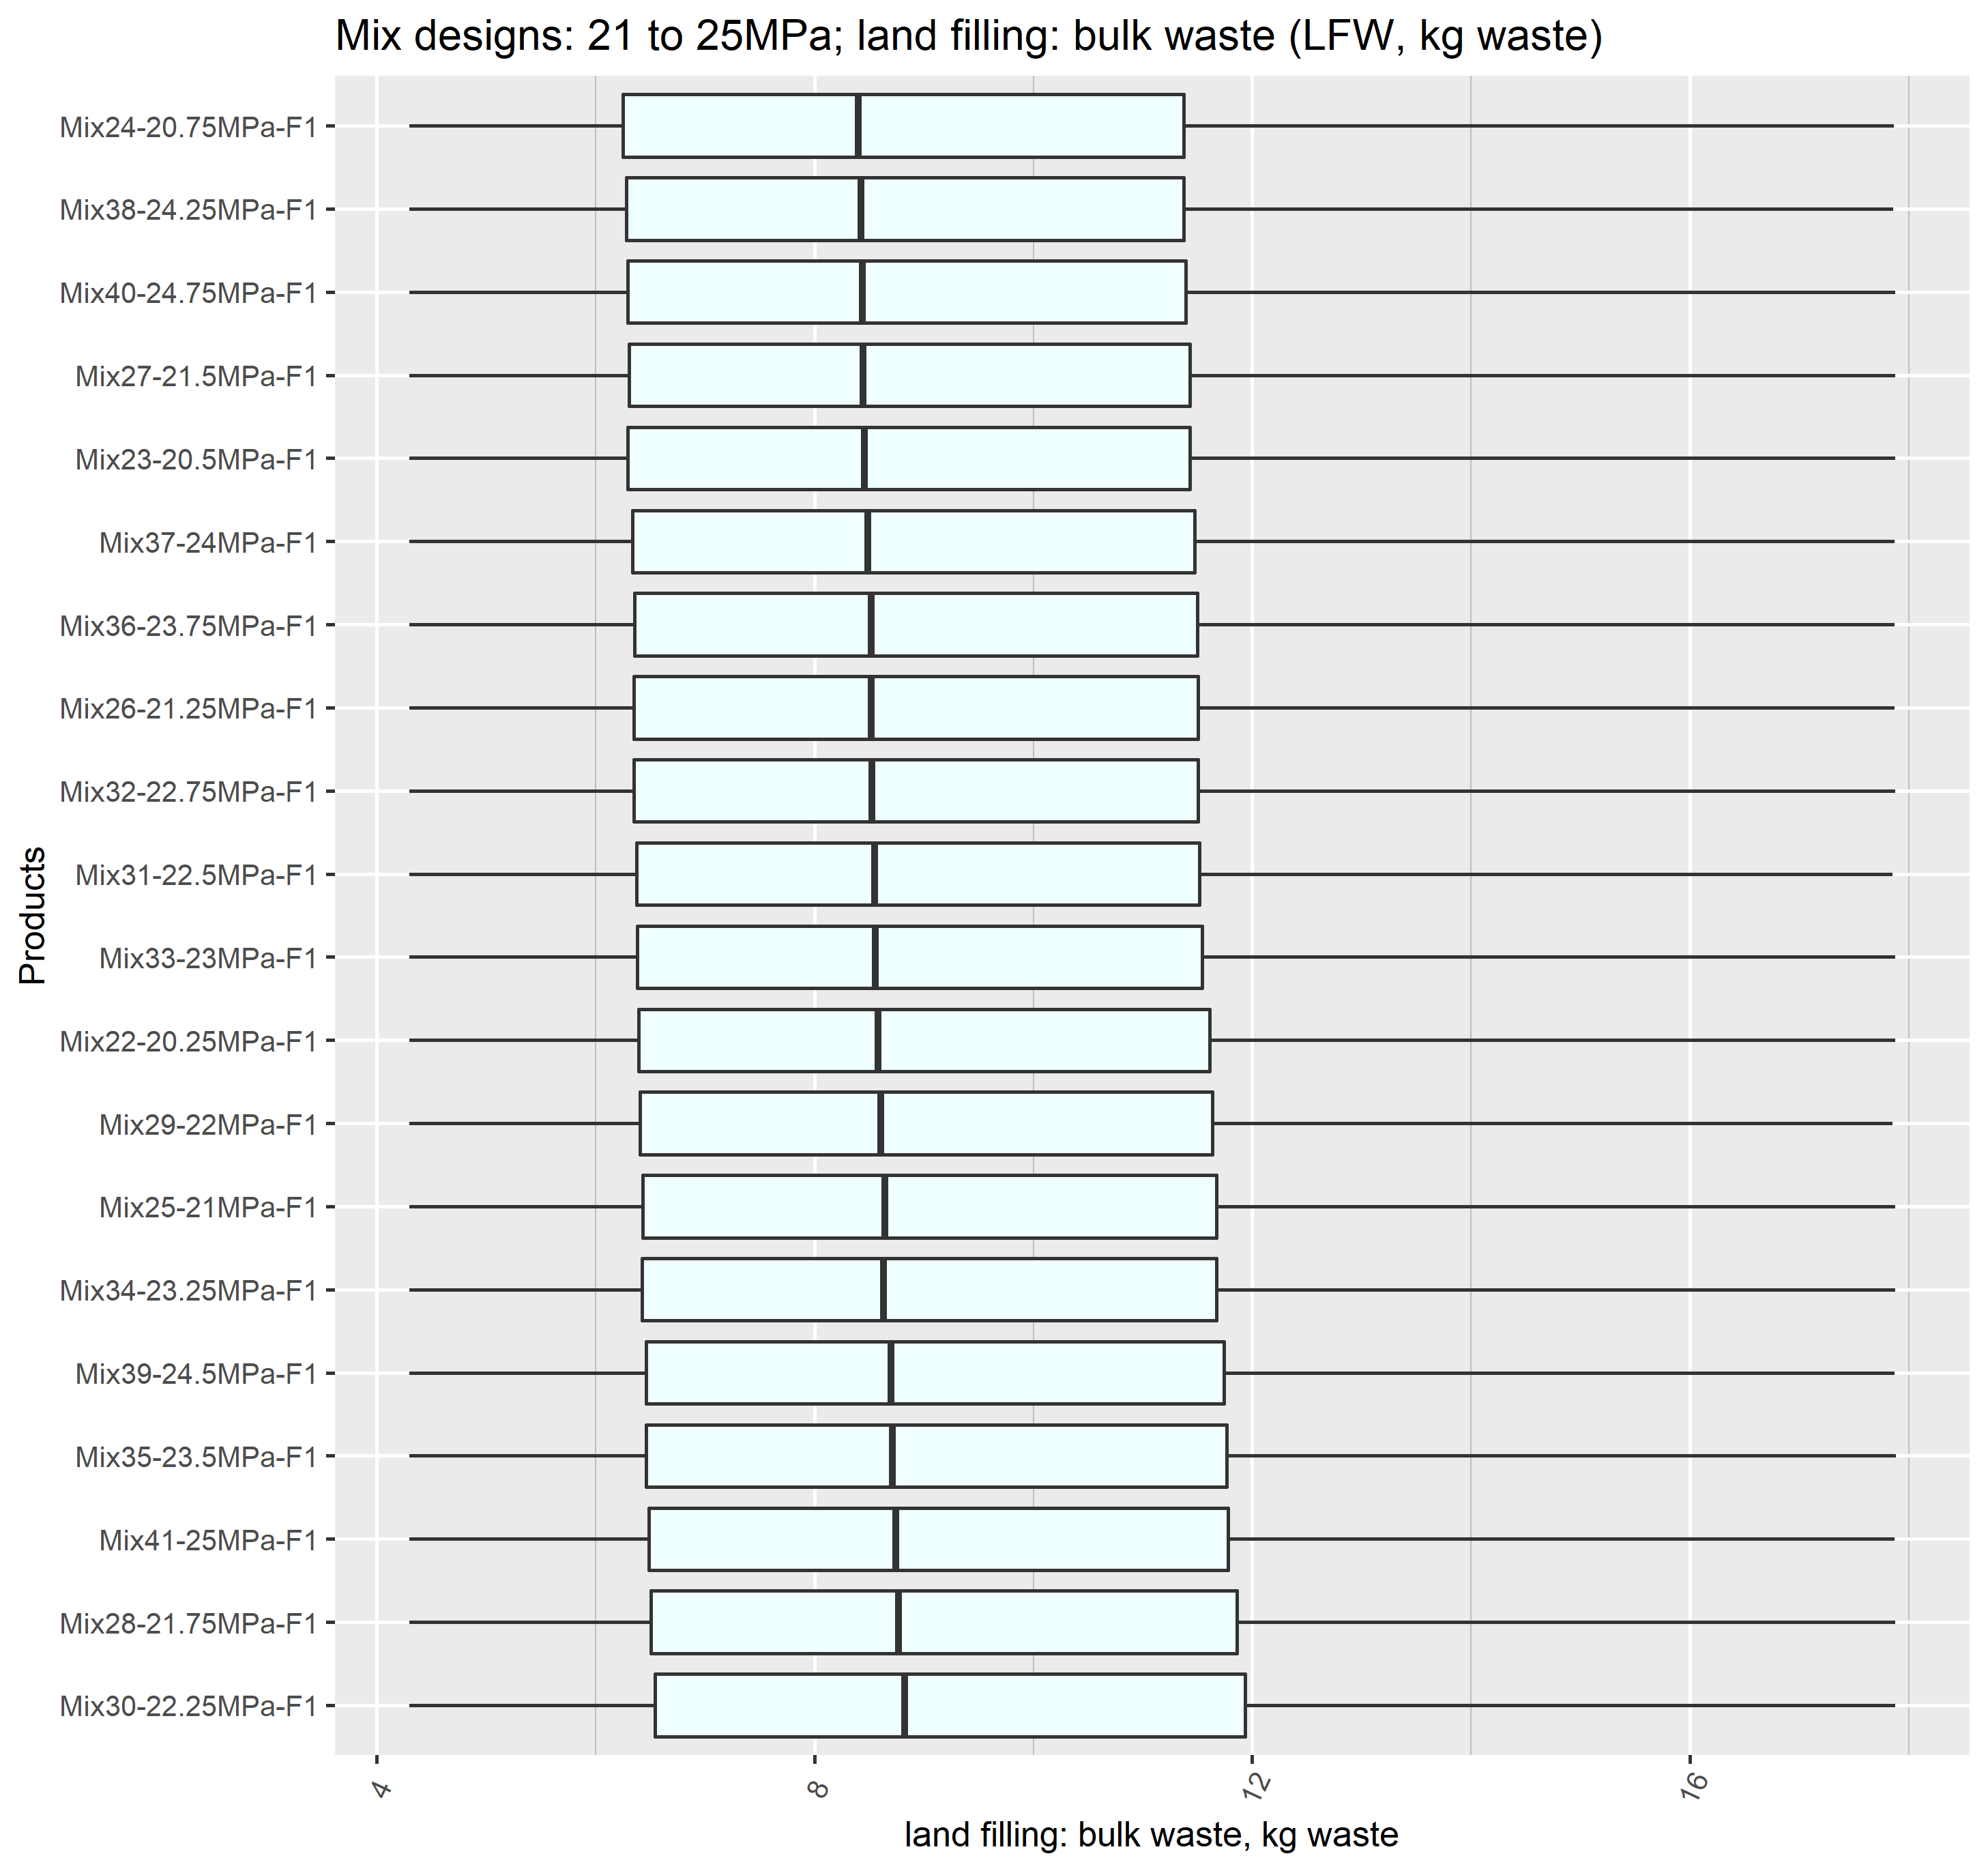 Mix designs: 21 to 25MPa; land filling: bulk waste (LFW, kg waste)
Products
Mix24-20.75MPa-F1
Mix38-24.25MPa-F1
Mix40-24.75MPa-F1
Mix27-21.5MPa-F1
Mix23-20.5MPa-F1
Mix37-24MPa-F1
Mix36-23.75MPa-F1
Mix26-21.25MPa-F1
Mix32-22.75MPa-F1
Mix31-22.5MPa-F1
Mix33-23MPa-F1
Mix22-20.25MPa-F1
Mix29-22MPa-F1
Mix25-21MPa-F1
Mix34-23.25MPa-F1
Mix39-24.5MPa-F1
Mix35-23.5MPa-F1
Mix41-25MPa-F1
Mix28-21.75MPa-F1
Mix30-22.25MPa-F1
4 8 12 16
land filling: bulk waste, kg waste